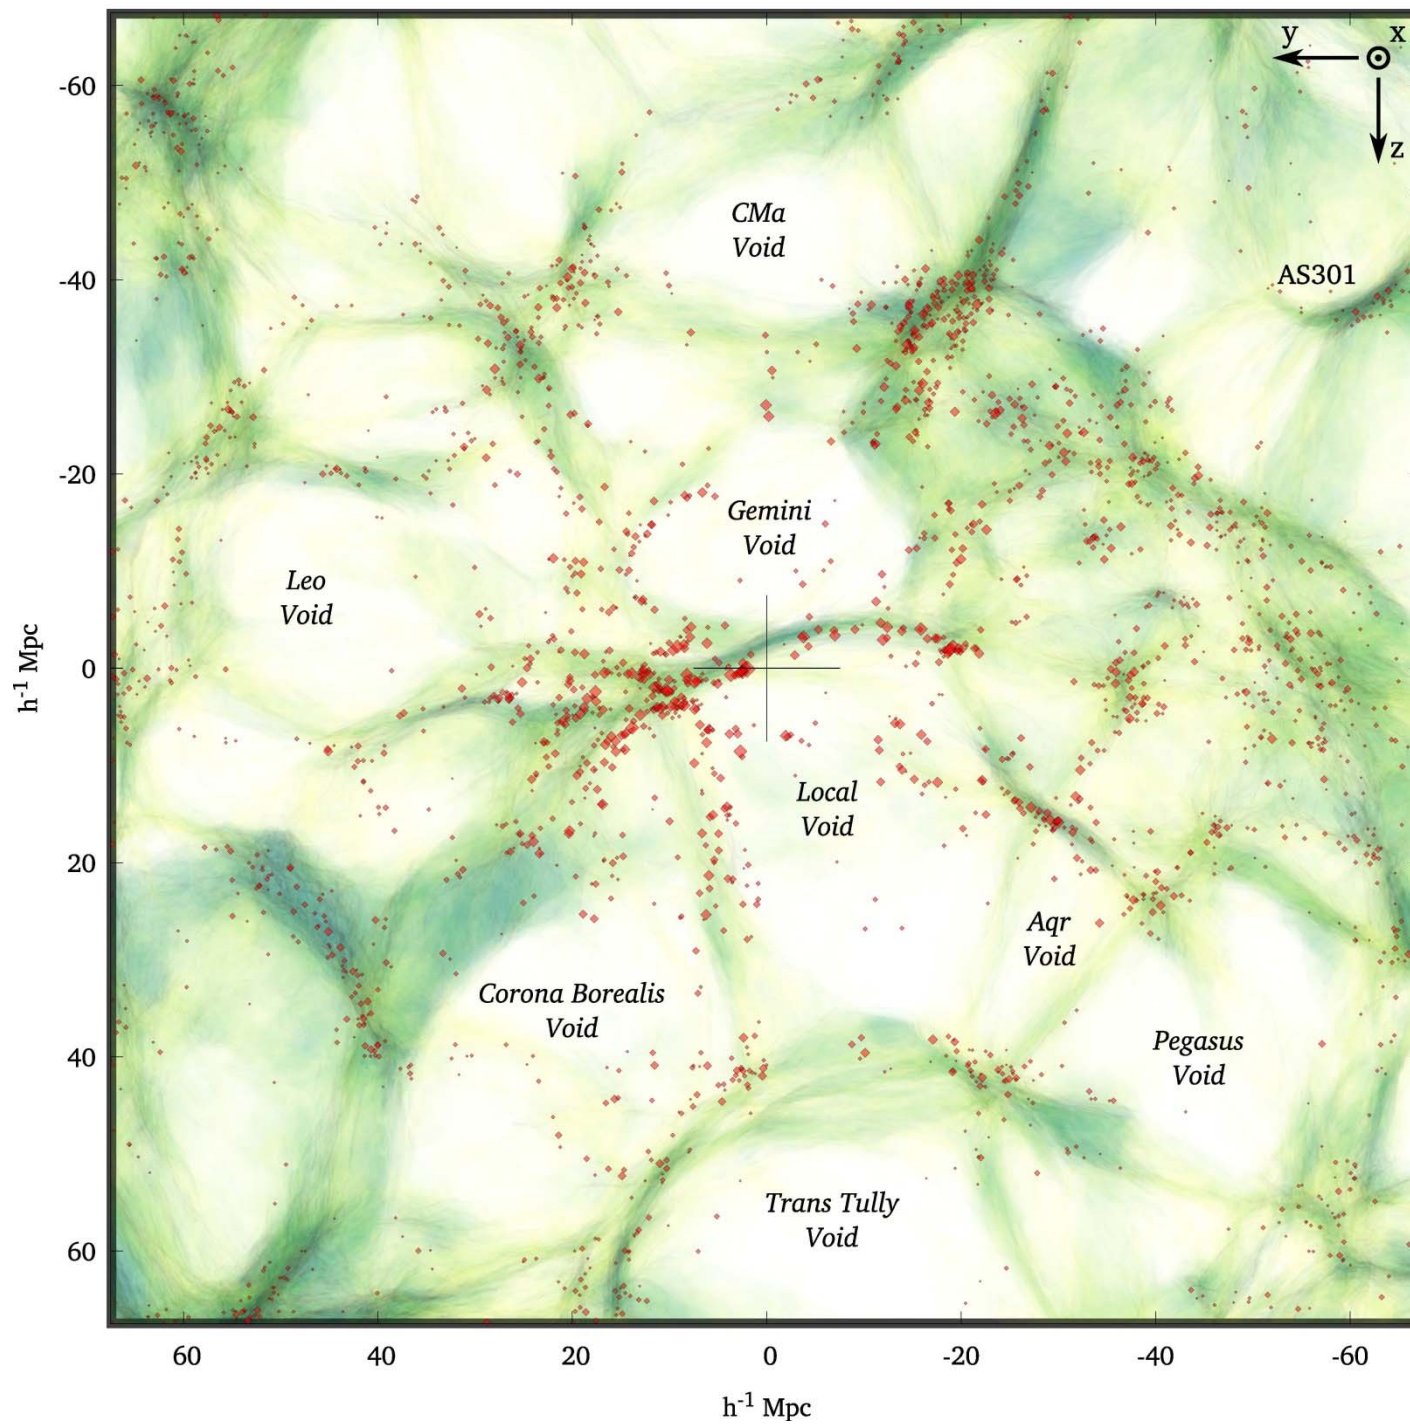 y
x
z
-60
CMa
Void
AS301
-40
-20
Gemini
Void
Leo
Void
0
h-1 Mpc
Local
Void
20
Aqr
Void
Corona Borealis
Void
40
Pegasus
Void
Trans Tully
Void
60
60 40 20 0 -20 -40 -60
h-1 Mpc